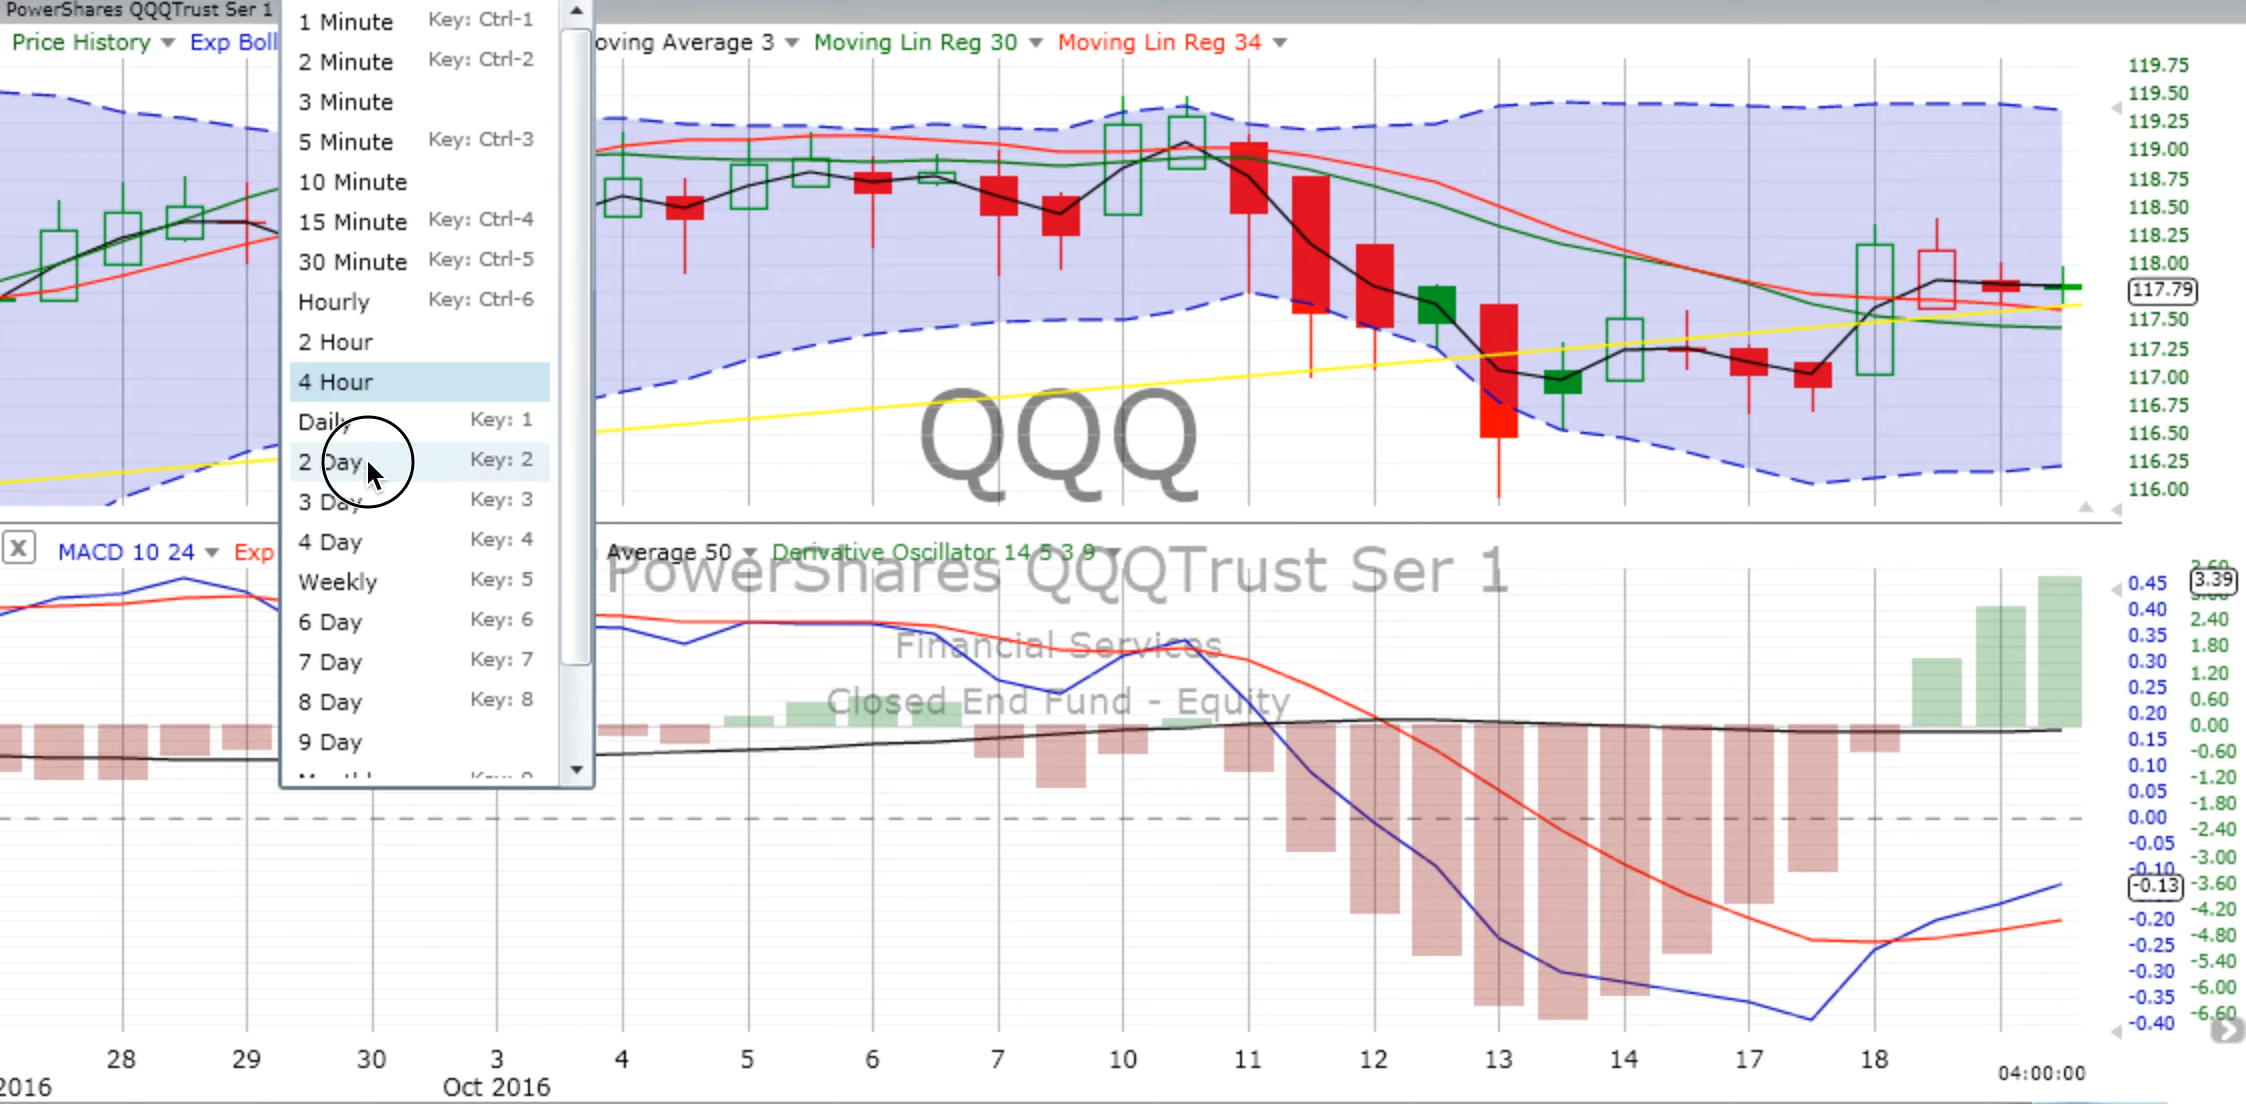 PowerShares QQQTrust Ser 1
Price History Exp Boll oving Average 3 Moving Lin Reg 30 Moving Lin Reg 34
1 Minute Key: Ctrl-1
2 Minute Key: Ctrl-2
3 Minute
5 Minute Key: Ctrl-3
10 Minute
15 Minute Key: Ctrl-4
30 Minute Key: Ctrl-5
Hourly Key: Ctrl-6
2 Hour
4 Hour
Daily Key: 1
2 Day Key: 2
3 Day Key: 3
4 Day Key: 4
Weekly Key: 5
6 Day Key: 6
7 Day Key: 7
8 Day Key: 8
9 Day
119.75
119.50
119.25
119.00
118.75
118.50
118.25
118.00
117.79
117.50
117.25
117.00
116.75
116.50
116.25
116.00
QQQ
X MACD 10 24 Exp Average 50 Derivative Oscillator 14 5 3 9
PowerShares QQQTrust Ser 1
Financial Services
Closed End Fund - Equity
0.45 3.39
0.40 2.40
0.35 1.80
0.30 1.20
0.25 0.60
0.20 0.00
0.15 -0.60
0.10 -1.20
0.05 -1.80
0.00 -2.40
-0.05 -3.00
-0.10 -3.60
-0.13
-0.20 -4.20
-0.25 -4.80
-0.30 -5.40
-0.35 -6.00
-0.40 -6.60
28 29 30 3 4 5 6 7 10 11 12 13 14 17 18
2016 Oct 2016 04:00:00